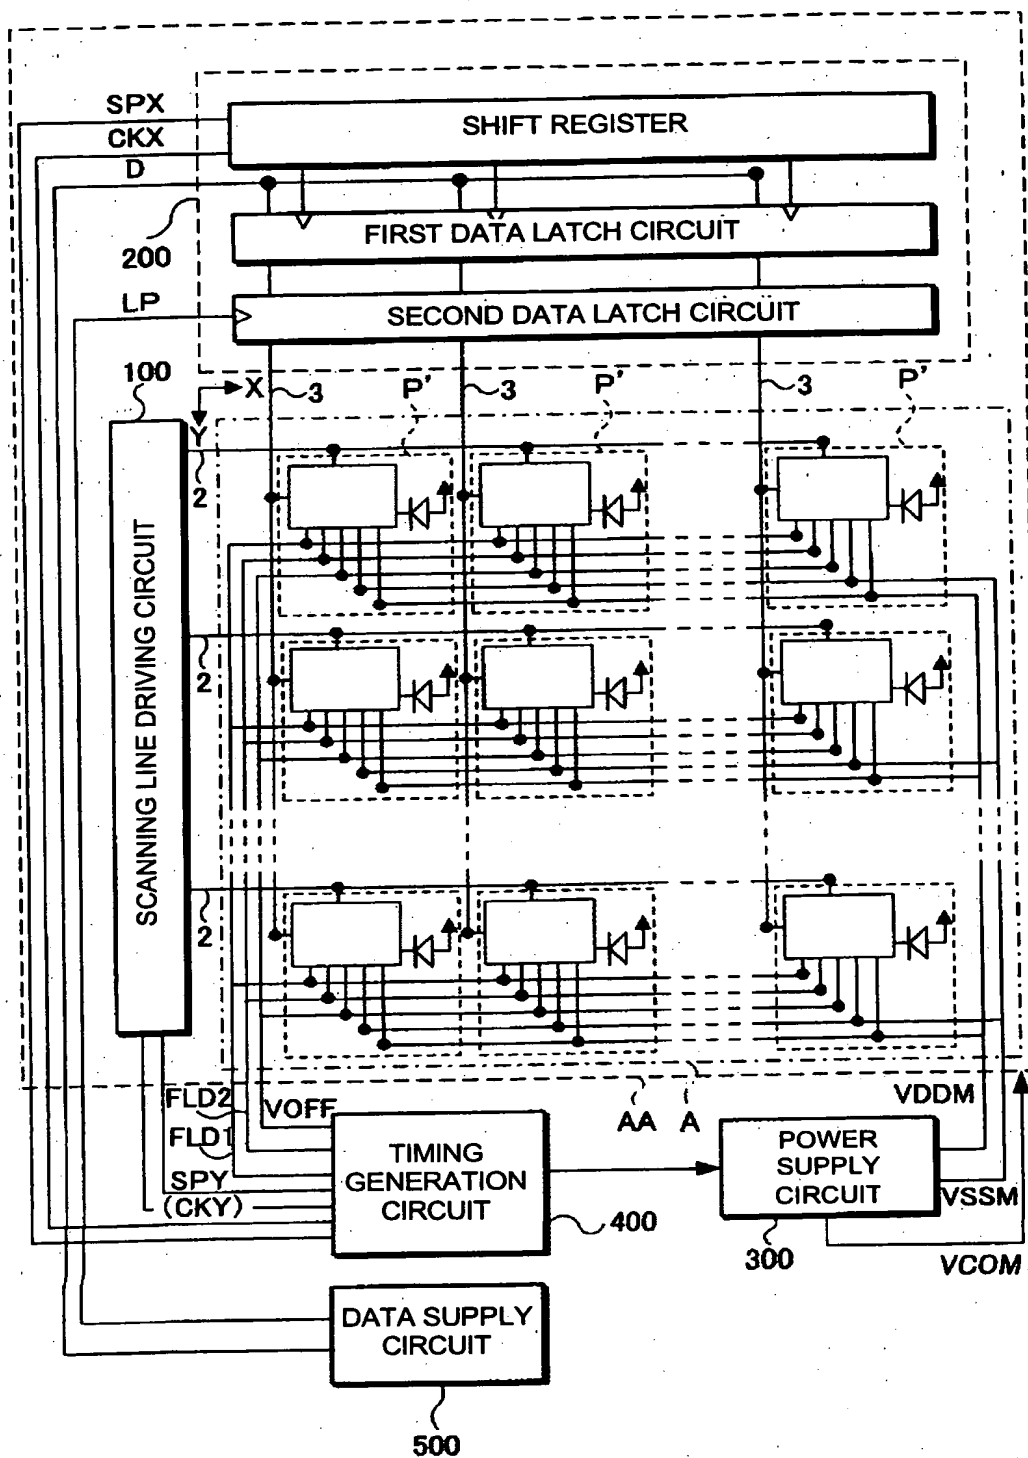 SPX
SHIFT REGISTER
CKX
D
FIRST DATA LATCH CIRCUIT
200
LP
SECOND DATA LATCH CIRCUIT
100
X
3
P'
3
P'
3
P'
Y
2
SCANNING LINE DRIVING CIRCUIT
2
2
FLD2
VOFF
AA
A
VDDM
FLD1
TIMING
GENERATION
CIRCUIT
POWER
SUPPLY
CIRCUIT
SPY
(CKY)
VSSM
400
300
VCOM
DATA SUPPLY
CIRCUIT
500